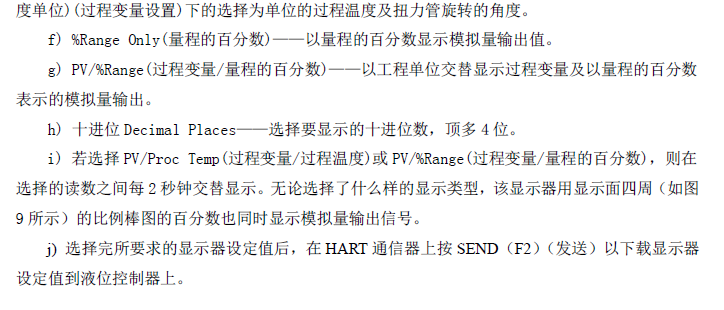 度单位)(过程变量设置)下的选择为单位的过程温度及扭力管旋转的角度。
f) %Range Only(量程的百分数)——以量程的百分数显示模拟量输出值。
g) PV/%Range(过程变量/量程的百分数)——以工程单位交替显示过程变量及以量程的百分数
表示的模拟量输出。
h) 十进位Decimal Places——选择要显示的十进位数，顶多 4 位。
i) 若选择 PV/Proc Temp(过程变量/过程温度)或 PV/%Range(过程变量/量程的百分数)，则在
选择的读数之间每 2 秒钟交替显示。无论选择了什么样的显示类型，该显示器用显示面四周（如图
9 所示）的比例棒图的百分数也同时显示模拟量输出信号。
j) 选择完所要求的显示器设定值后，在 HART 通信器上按 SEND（F2）（发送）以下载显示器
设定值到液位控制器上。